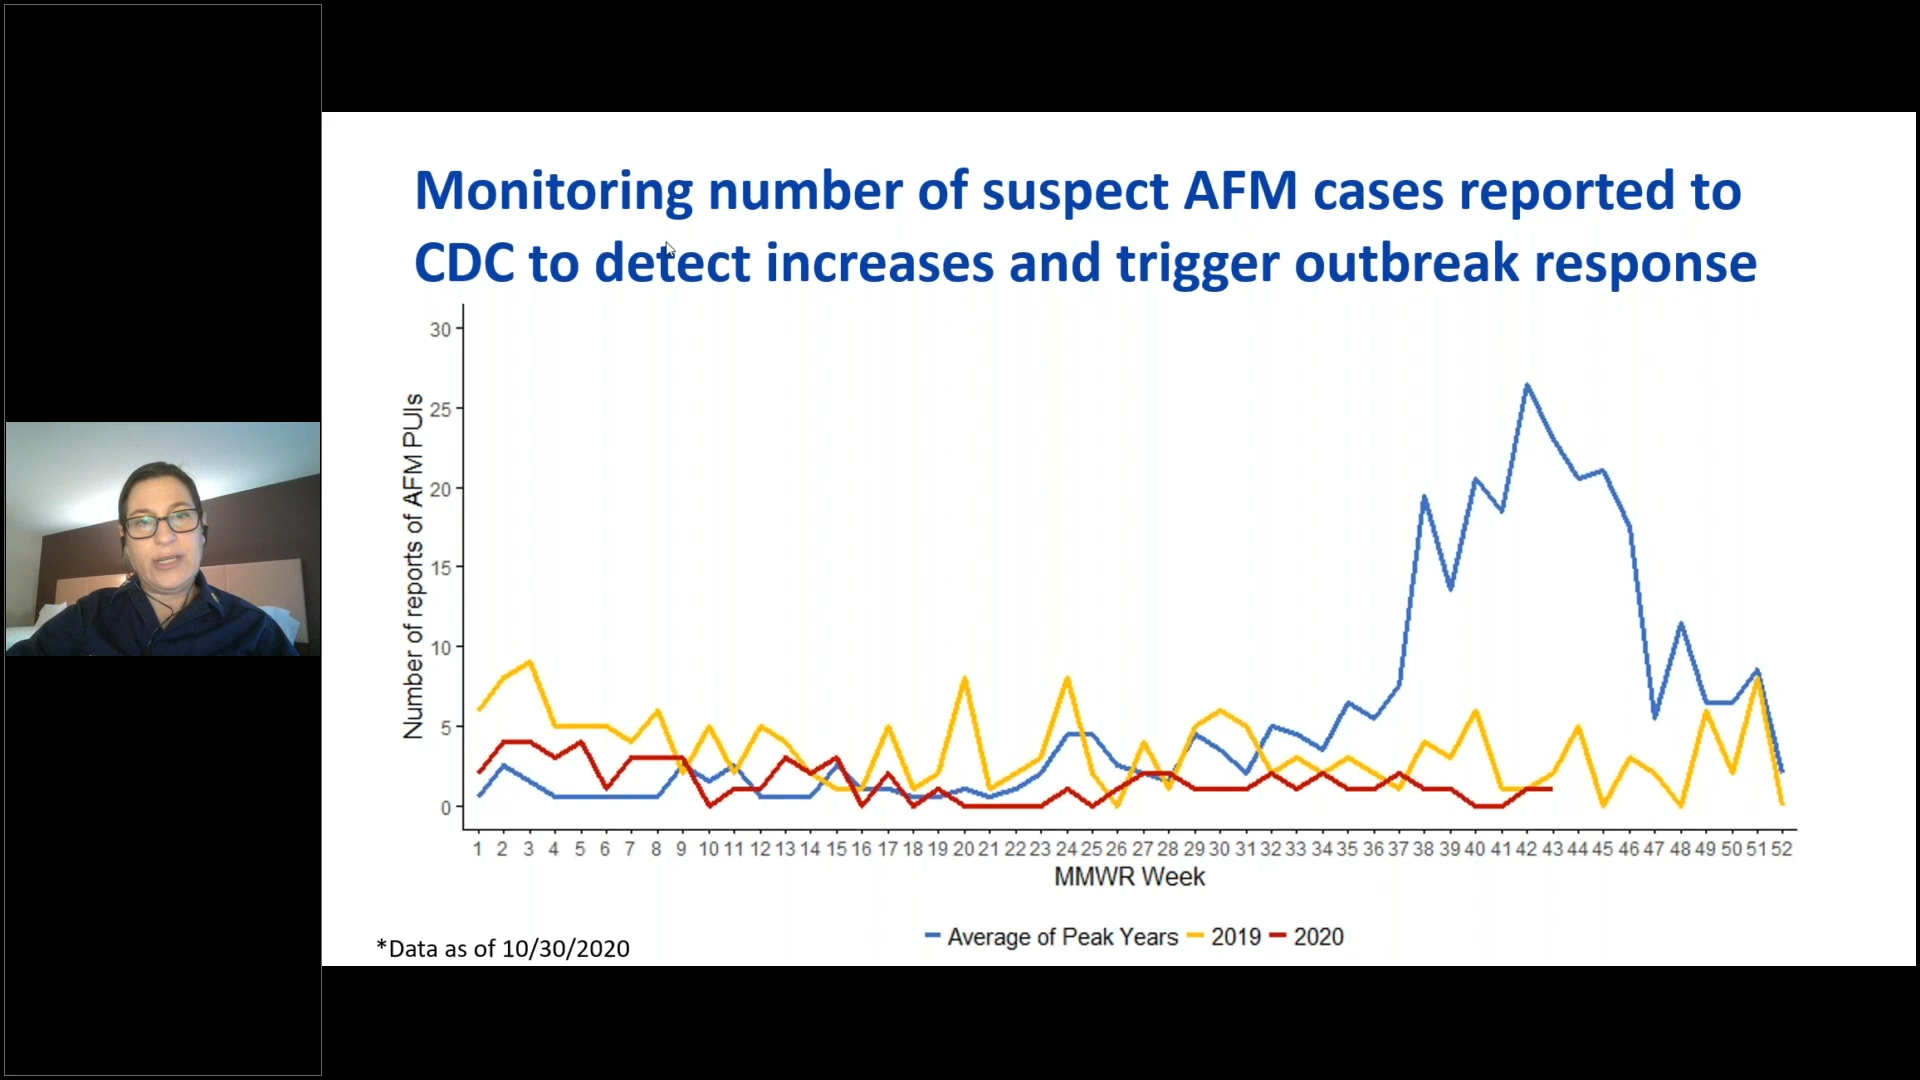 Monitoring number of suspect AFM cases reported to
CDC to detect increases and trigger outbreak response
30
25
20
15
10
5
0
Number of reports of AFM PUIs
1 2 3 4 5 6 7 8 9 10 11 12 13 14 15 16 17 18 19 20 21 22 23 24 25 26 27 28 29 30 31 32 33 34 35 36 37 38 39 40 41 42 43 44 45 46 47 48 49 50 51 52
MMWR Week
Average of Peak Years 2019 2020
*Data as of 10/30/2020